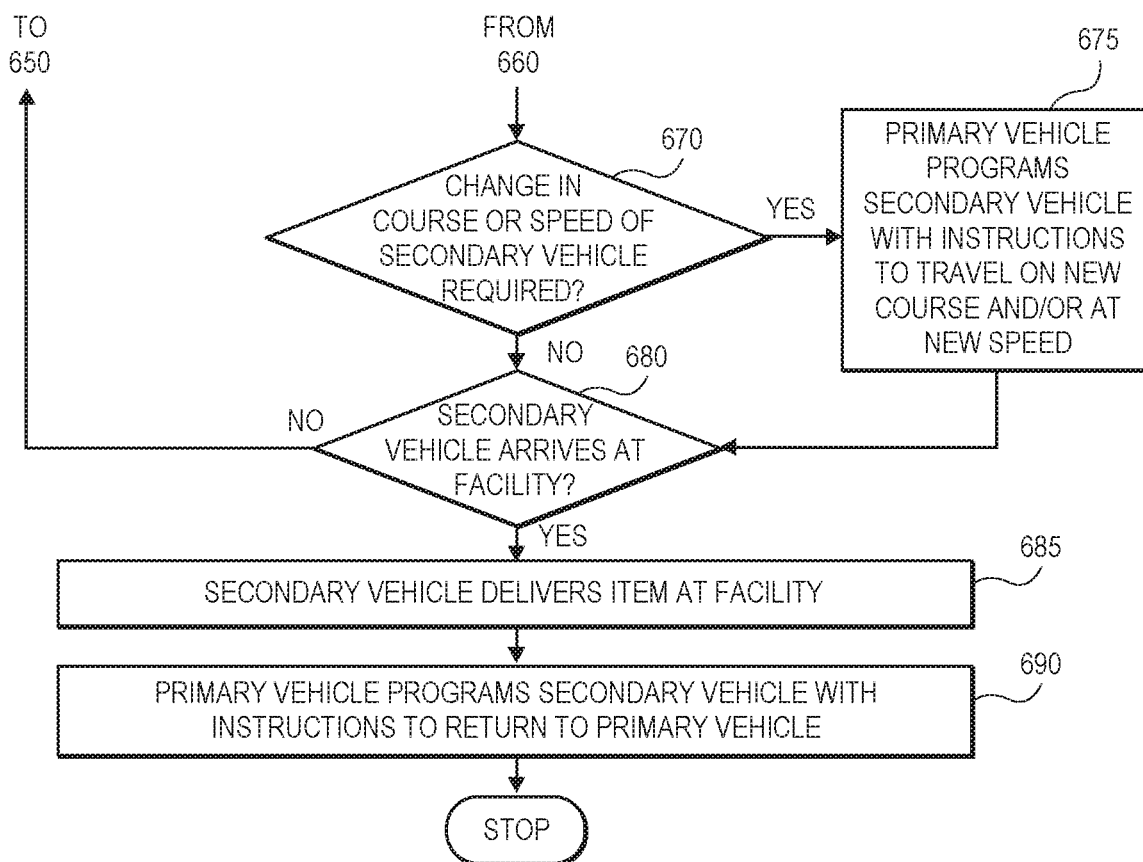 TO
650
FROM
660
675
670
CHANGE IN
COURSE OR SPEED OF
SECONDARY VEHICLE
REQUIRED?
YES
PRIMARY VEHICLE
PROGRAMS
SECONDARY VEHICLE
WITH INSTRUCTIONS
TO TRAVEL ON NEW
COURSE AND/OR AT
NEW SPEED
NO
680
NO
SECONDARY
VEHICLE ARRIVES AT
FACILITY?
YES
685
SECONDARY VEHICLE DELIVERS ITEM AT FACILITY
690
PRIMARY VEHICLE PROGRAMS SECONDARY VEHICLE WITH
INSTRUCTIONS TO RETURN TO PRIMARY VEHICLE
STOP